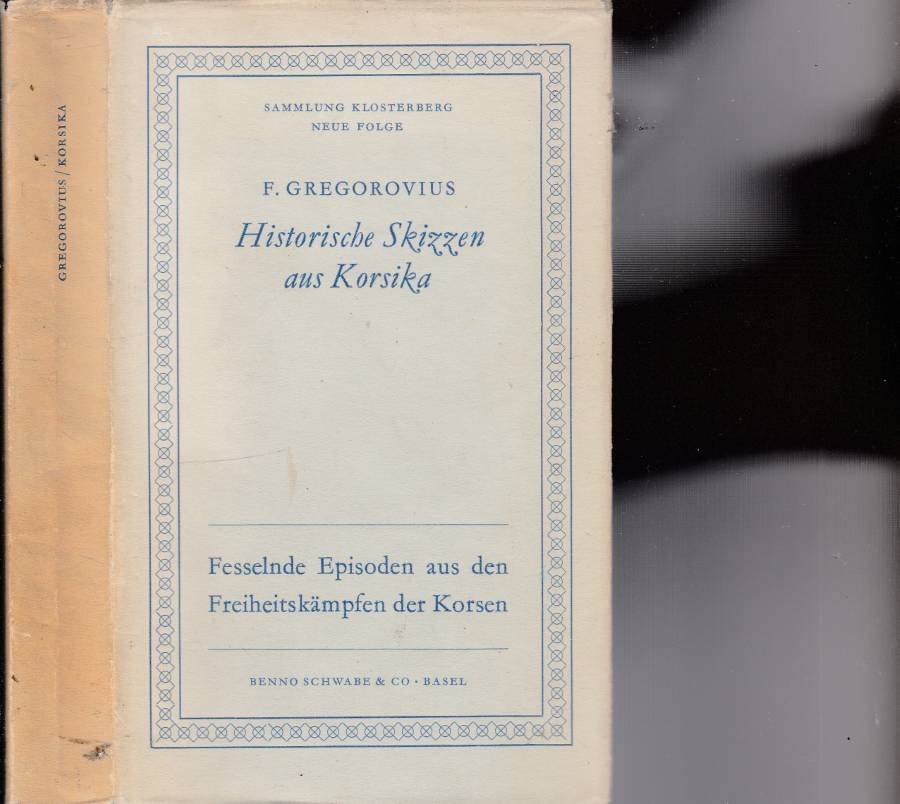 GREGOROVIUS / KORSIKA
SAMMLUNG KLOSTERBERG
NEUE FOLGE
F. GREGOROVIUS
Historische Skizzen
aus Korsika
Fesselnde Episoden aus den
Freiheitskämpfen der Korsen
BENNO SCHWABE & CO · BASEL